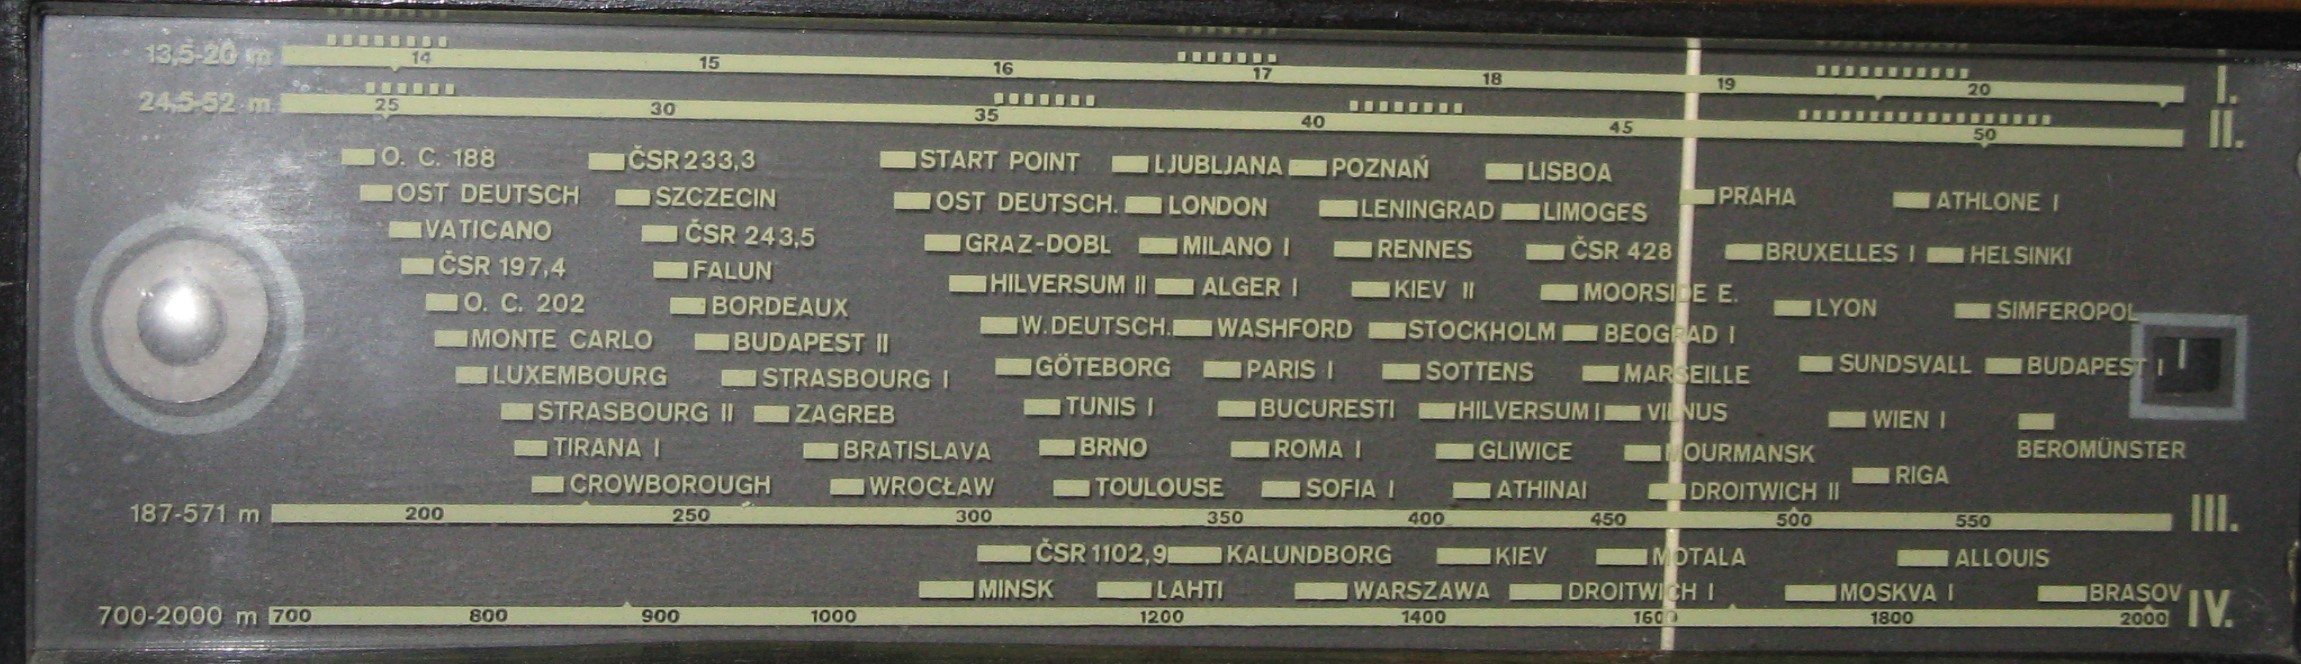 13,5-20 m 14 15 16 17 18 19 20 I.
24,5-52 m 25 30 35 40 45 50 II.
O. C. 188 ČSR 233,3 START POINT LJUBLJANA POZNAŃ LISBOA
OST DEUTSCH SZCZECIN OST DEUTSCH. LONDON LENINGRAD LIMOGES PRAHA ATHLONE I
VATICANO ČSR 243,5 GRAZ-DOBL MILANO I RENNES ČSR 428 BRUXELLES I HELSINKI
ČSR 197,4 FALUN HILVERSUM II ALGER I KIEV II MOORSIDE E. LYON SIMFEROPOL
O. C. 202 BORDEAUX W. DEUTSCH. WASHFORD STOCKHOLM BEOGRAD I
MONTE CARLO BUDAPEST II GÖTEBORG PARIS I SOTTENS MARSEILLE SUNDSVALL BUDAPEST I
LUXEMBOURG STRASBOURG I TUNIS I BUCURESTI HILVERSUM I VILNUS WIEN I
STRASBOURG II ZAGREB BRNO ROMA I GLIWICE MOURMANSK BEROMÜNSTER
TIRANA I BRATISLAVA TOULOUSE SOFIA I ATHINAI DROITWICH II RIGA
CROWBOROUGH WROCŁAW
187-571 m 200 250 300 350 400 450 500 550 III.
ČSR 1102,9 KALUNDBORG KIEV MOTALA ALLOUIS
MINSK LAHTI WARSZAWA DROITWICH I MOSKVA I BRASOV
700-2000 m 700 800 900 1000 1200 1400 1600 1800 2000 IV.